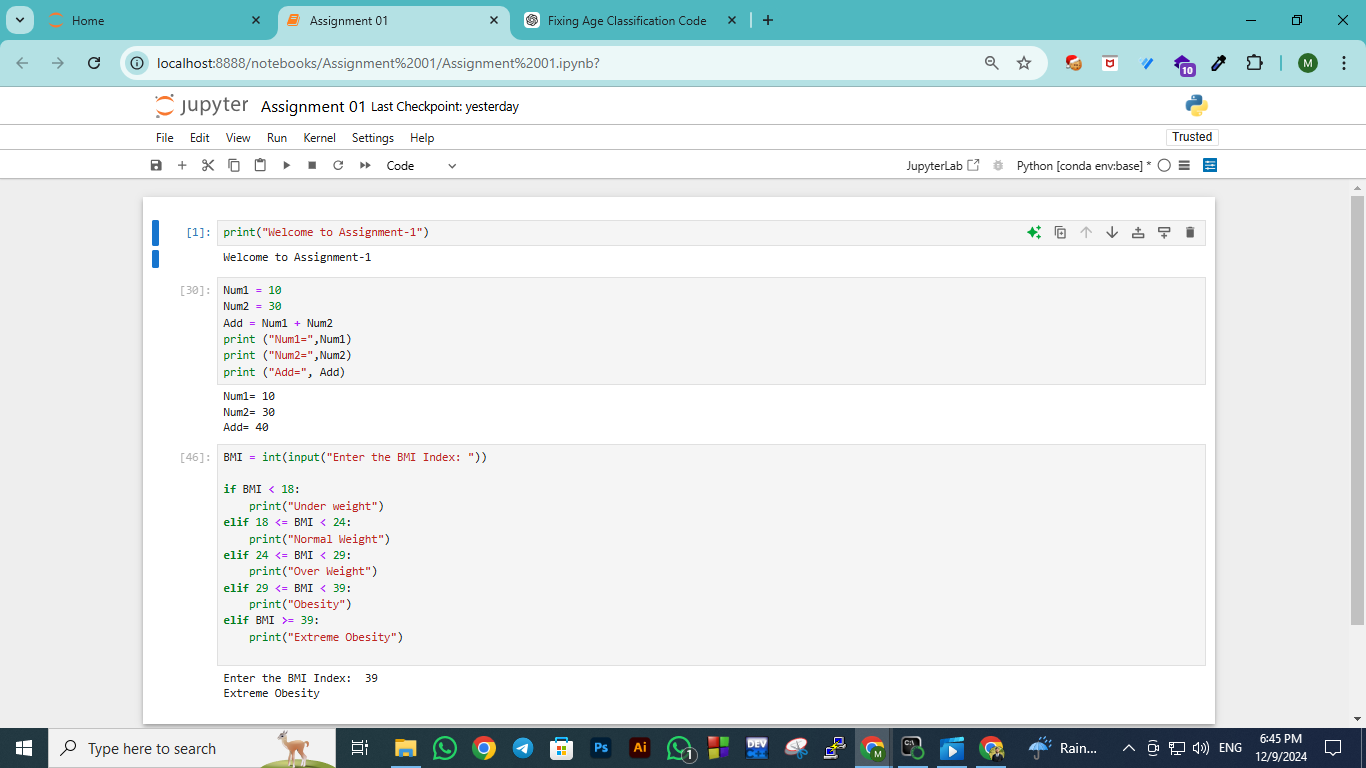 Home
Assignment 01
Fixing Age Classification Code
localhost:8888/notebooks/Assignment%2001/Assignment%2001.ipynb?
10
M
jupyter Assignment 01 Last Checkpoint: yesterday
File Edit View Run Kernel Settings Help
Trusted
Code
JupyterLab
Python [conda env:base] *
[1]: print("Welcome to Assignment-1")
Welcome to Assignment-1
[30]: Num1 = 10
Num2 = 30
Add = Num1 + Num2
print ("Num1=",Num1)
print ("Num2=",Num2)
print ("Add=", Add)
Num1= 10
Num2= 30
Add= 40
[46]: BMI = int(input("Enter the BMI Index: "))
if BMI < 18:
    print("Under weight")
elif 18 <= BMI < 24:
    print("Normal Weight")
elif 24 <= BMI < 29:
    print("Over Weight")
elif 29 <= BMI < 39:
    print("Obesity")
elif BMI >= 39:
    print("Extreme Obesity")
Enter the BMI Index:  39
Extreme Obesity
Type here to search
Ps
Ai
1
DEV
M
Rain...
ENG
6:45 PM
12/9/2024